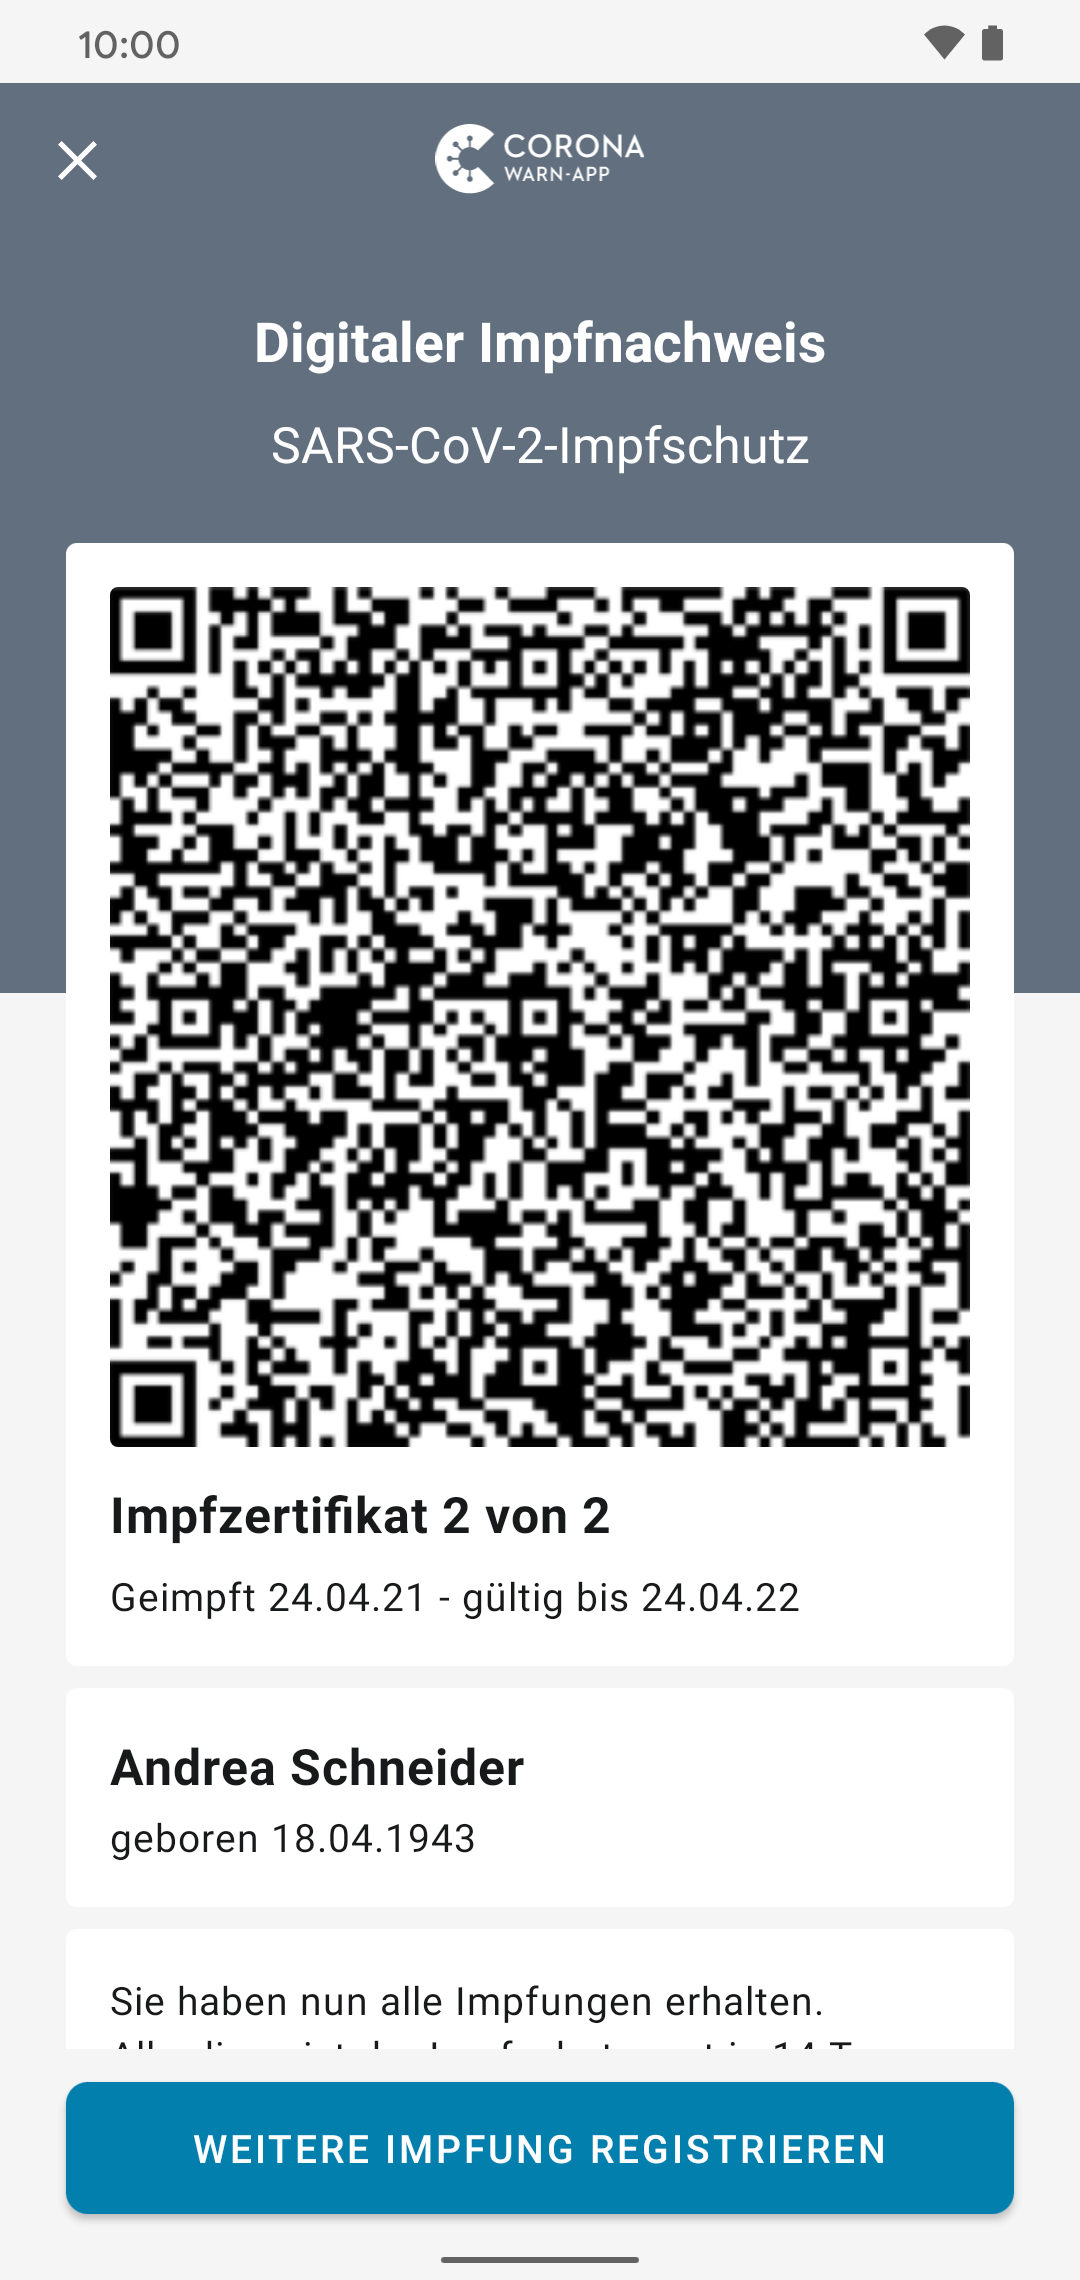 10:00
CORONA
WARN-APP
Digitaler Impfnachweis
SARS-CoV-2-Impfschutz
Impfzertifikat 2 von 2
Geimpft 24.04.21 - gültig bis 24.04.22
Andrea Schneider
geboren 18.04.1943
Sie haben nun alle Impfungen erhalten.
WEITERE IMPFUNG REGISTRIEREN